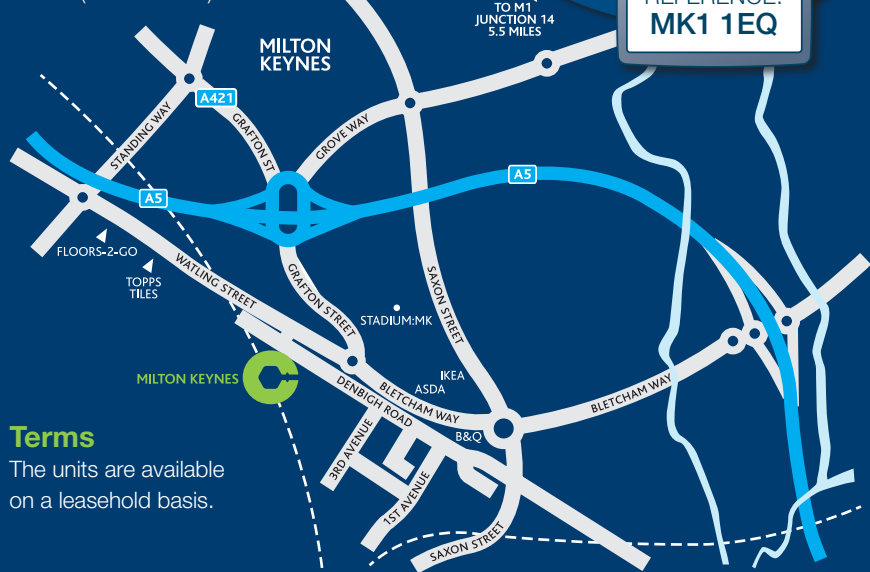 TO M1
JUNCTION 14
5.5 MILES
MK1 1EQ
MILTON
KEYNES
A421
STANDING WAY
GRAFTON ST
GROVE WAY
A5
A5
FLOORS-2-GO
TOPPS
TILES
WATLING STREET
GRAFTON STREET
SAXON STREET
STADIUM:MK
MILTON KEYNES
IKEA
ASDA
BLETCHAM WAY
BLETCHAM WAY
DENBIGH ROAD
B&Q
3RD AVENUE
1ST AVENUE
SAXON STREET
Terms
The units are available
on a leasehold basis.